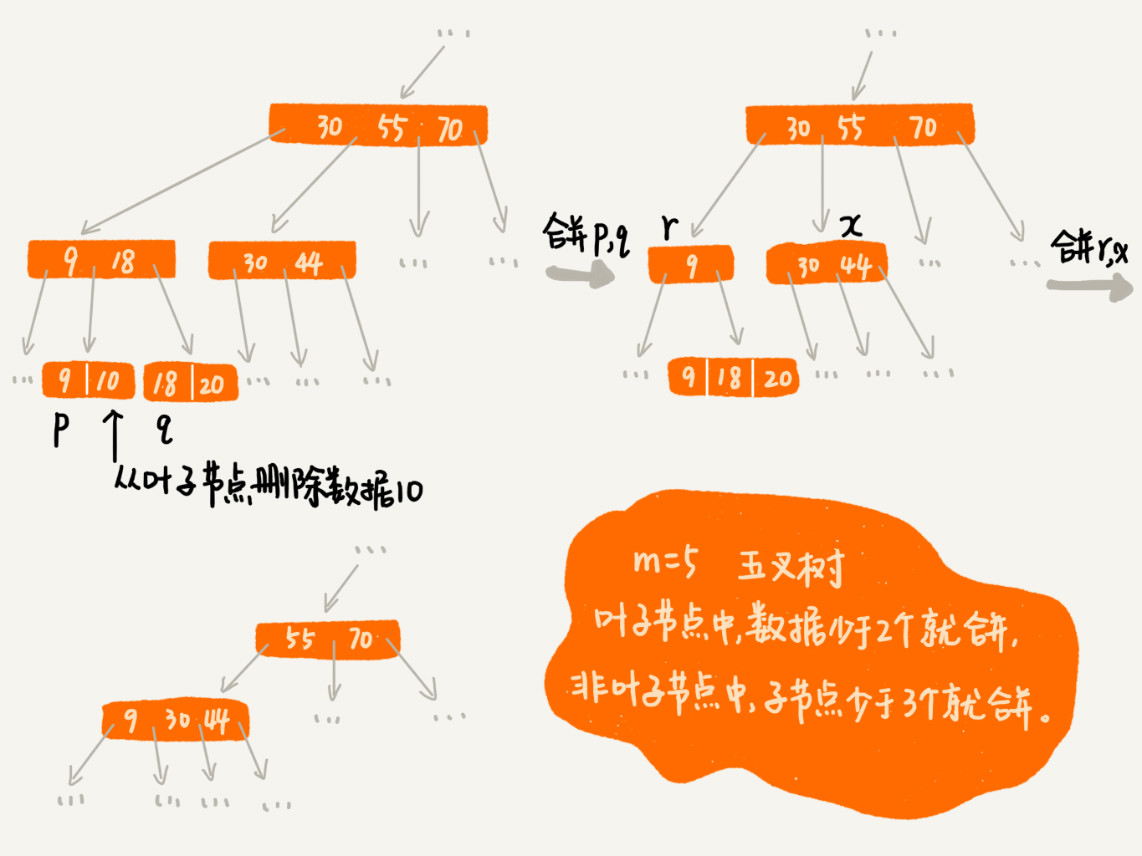 ...
30 55 70
9 18
30 44
... ...
... 9 10 18 20 ... ... ...
p q
从叶子节点删除数据10
合并p,q
...
30 55 70
r x
9
30 44
... ...
... 9 18 20 ... ... ...
合并r,x
...
55 70
9 30 44
... ...
... ... ... ...
m=5 五叉树
叶子节点中,数据少于2个就合并,
非叶子节点中,子节点少于3个就合并。